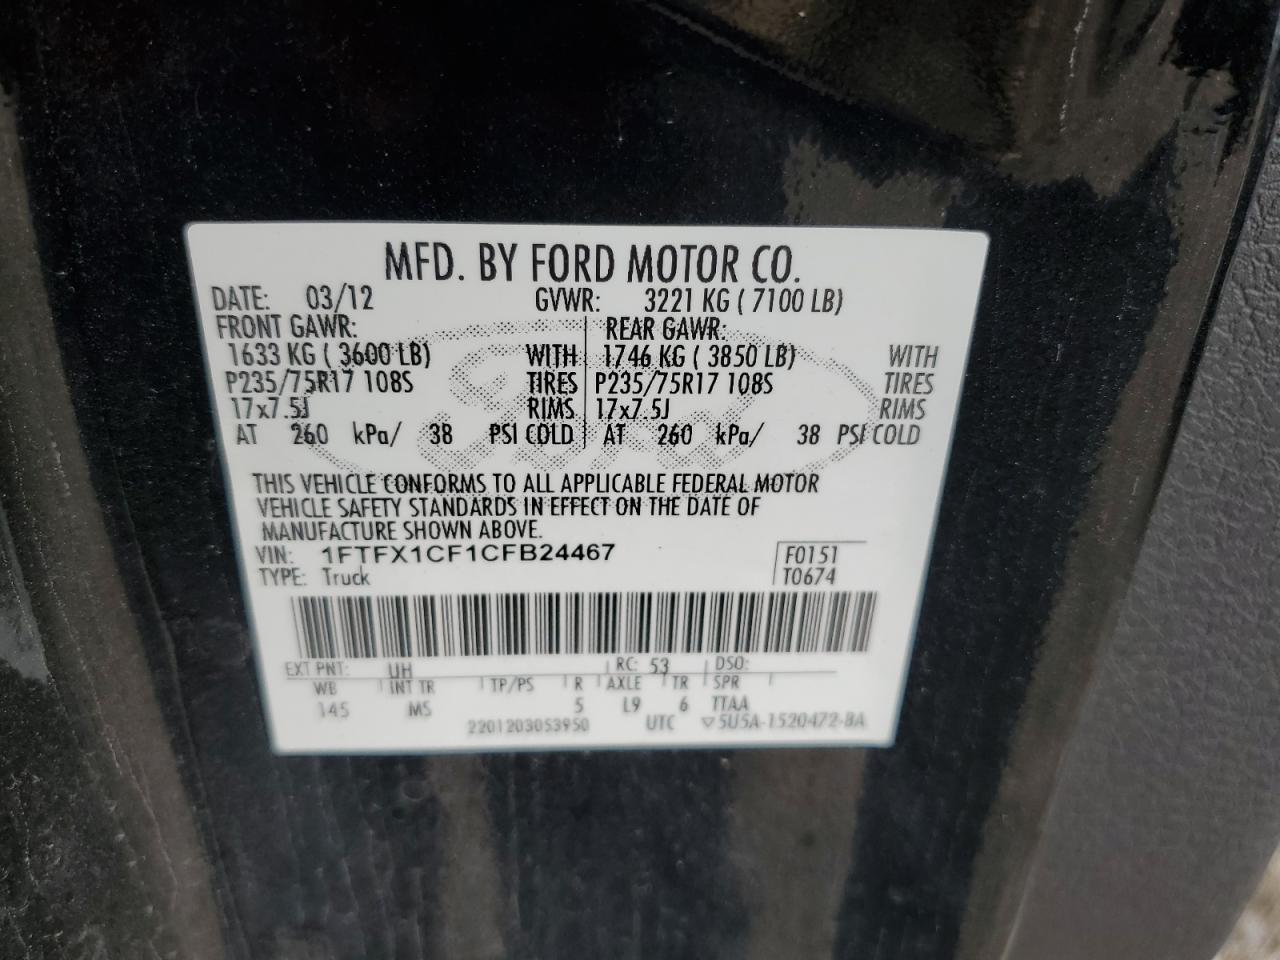 MFD. BY FORD MOTOR CO.
DATE: 03/12 GVWR: 3221 KG ( 7100 LB)
FRONT GAWR: REAR GAWR:
1633 KG ( 3600 LB) WITH 1746 KG ( 3850 LB) WITH
P235/75R17 108S TIRES P235/75R17 108S TIRES
17x7.5J RIMS 17x7.5J RIMS
AT 260 kPa/ 38 PSI COLD AT 260 kPa/ 38 PSI COLD
THIS VEHICLE CONFORMS TO ALL APPLICABLE FEDERAL MOTOR
VEHICLE SAFETY STANDARDS IN EFFECT ON THE DATE OF
MANUFACTURE SHOWN ABOVE.
VIN: 1FTFX1CF1CFB24467 F0151
TYPE: Truck T0674
EXT PNT: UH RC: 53 DSO:
WB INT TR TP/PS R AXLE TR SPR
145 MS 5 L9 6 TTAA
2201203053950 UTC ▽5U5A-1520472-BA